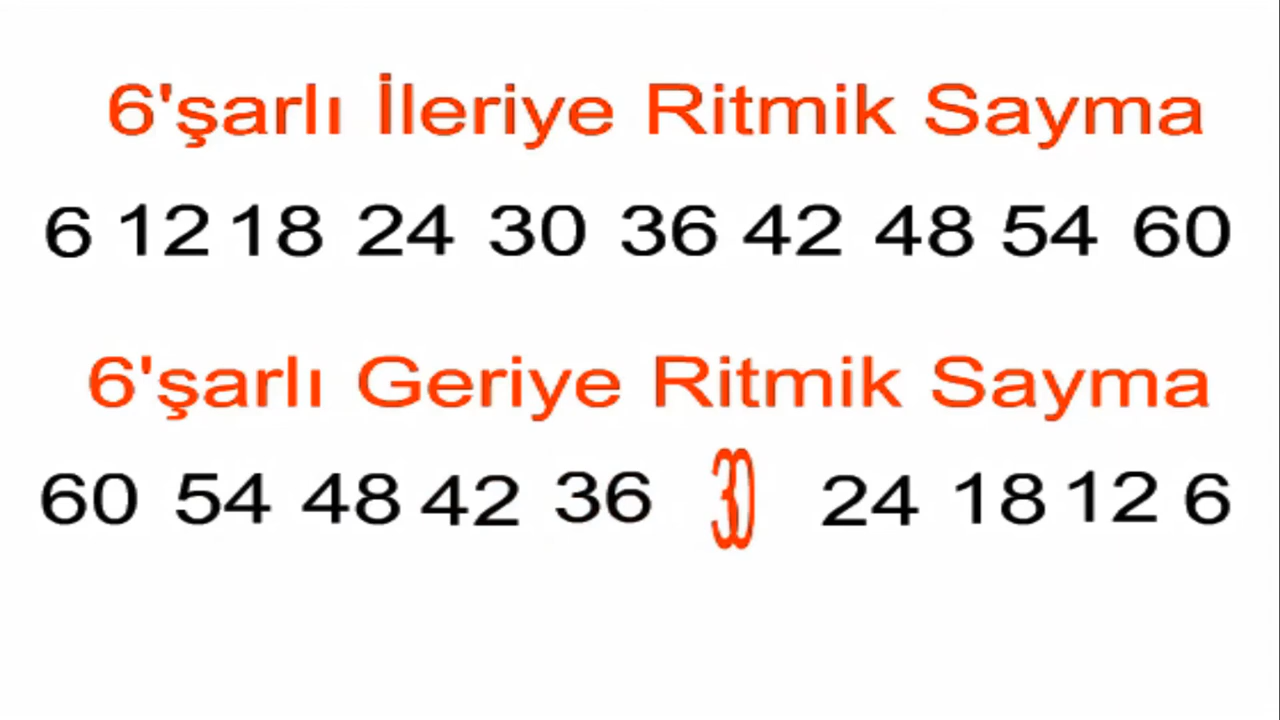 6'şarlı İleriye Ritmik Sayma
6 12 18 24 30 36 42 48 54 60
6'şarlı Geriye Ritmik Sayma
60 54 48 42 36 30 24 18 12 6